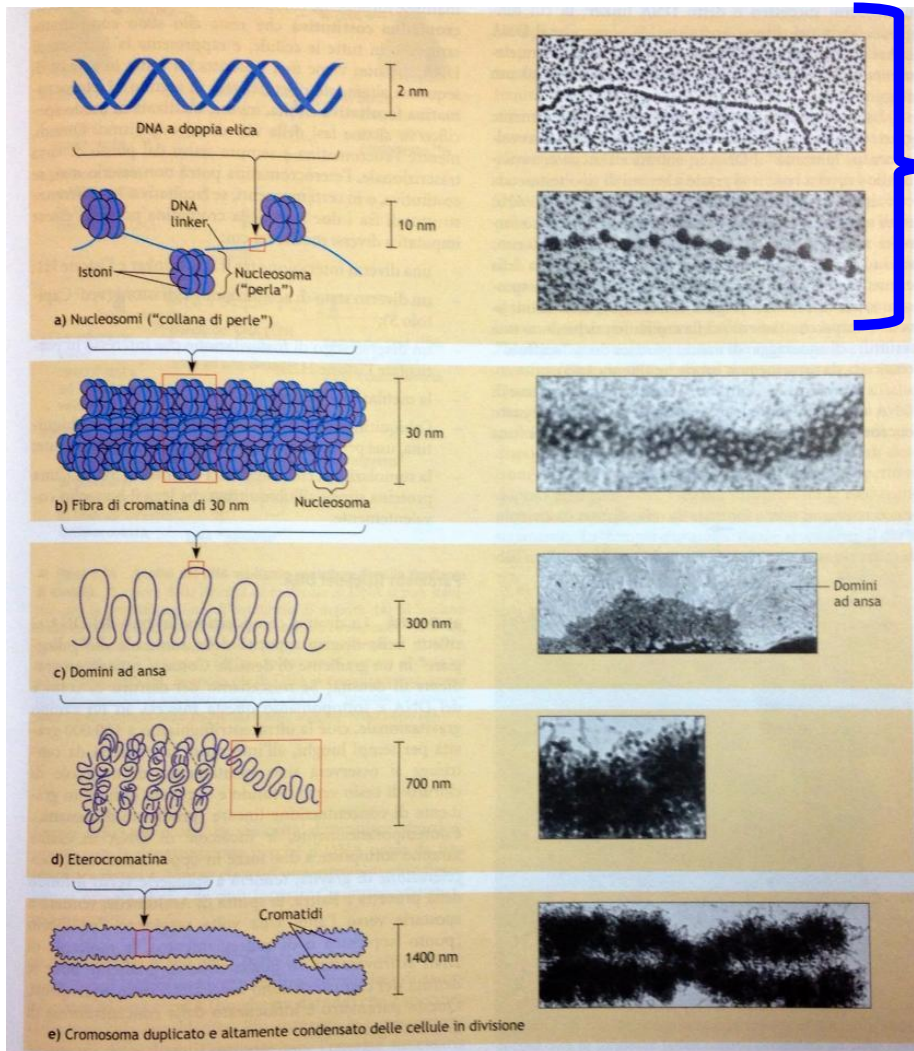 2 nm
DNA a doppia elica
DNA
linker
10 nm
Istoni
Nucleosoma
("perla")
a) Nucleosomi ("collana di perle")
30 nm
b) Fibra di cromatina di 30 nm
Nucleosoma
Domini
ad ansa
300 nm
c) Domini ad ansa
700 nm
d) Eterocromatina
Cromatidi
1400 nm
e) Cromosoma duplicato e altamente condensato delle cellule in divisione